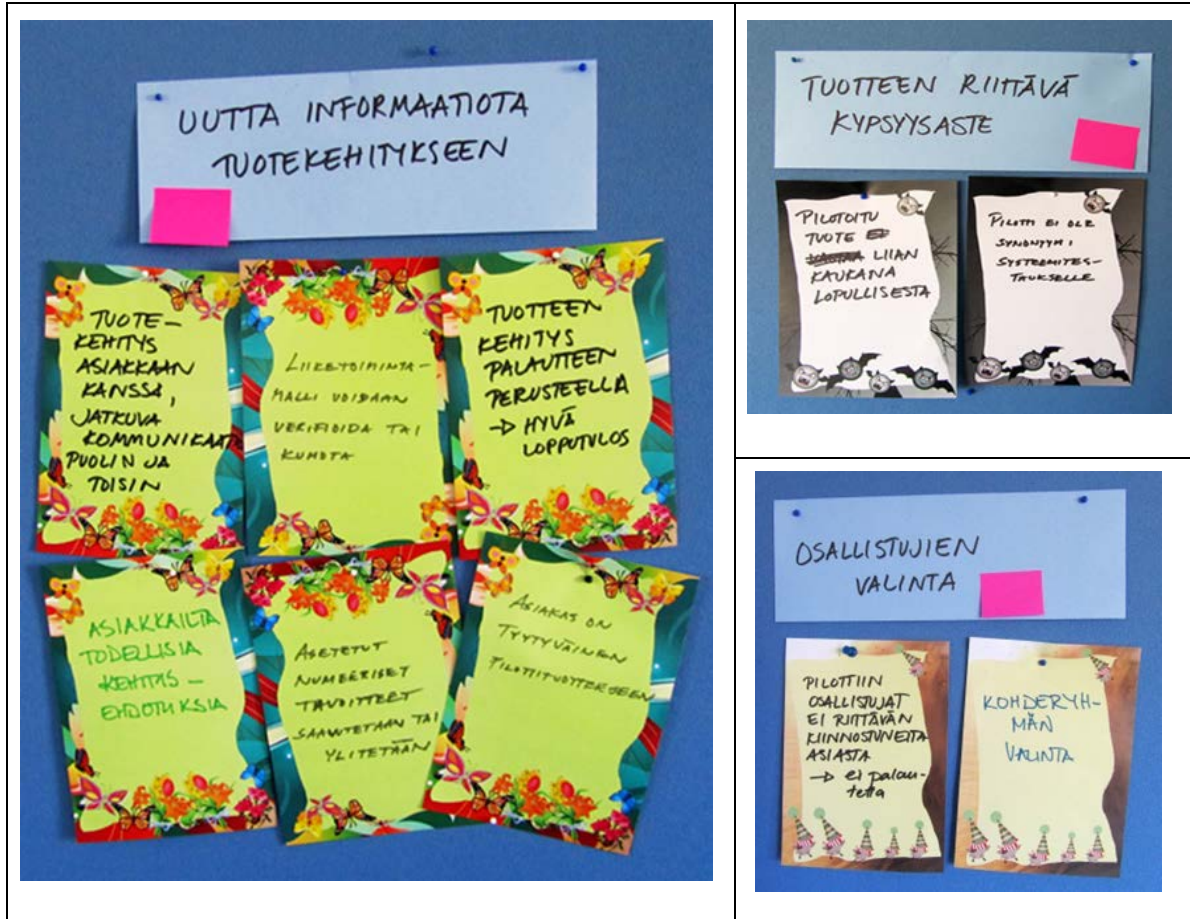 UUTTA INFORMAATIOTA
TUOTEKEHITYKSEEN
TUOTE-
KEHITYS
ASIAKKAAN
KANSSA,
JATKUVA
KOMMUNIKAATI
PUOLIN JA
TOISIN
LIIKETOIMINTA-
MALLI VOIDAAN
VERIFIOIDA TAI
KUMOTA
TUOTTEEN
KEHITYS
PALAUTTEEN
PERUSTEELLA
→ HYVÄ
LOPPUTULOS
ASIAKKAILTA
TODELLISIA
KEHITYS-
EHDOTUKSIA
ASETETUT
NUMEERISET
TAVOITTEET
SAAVUTETAAN TAI
YLITETÄÄN
ASIAKAS ON
TYYTYVÄINEN
PILOTTITUOTTEESEEN
TUOTTEEN RIITTÄVÄ
KYPSYYSASTE
PILOTOITU
TUOTE
LIIAN
KAUKANA
LOPULLISESTA
PILOTTI EI OLE
SYNONYYMI
SYSTEEMITES-
TAUKSELLE
OSALLISTUJIEN
VALINTA
PILOTTIIN
OSALLISTUJAT
EI RIITTÄVÄN
KIINNOSTUNEITA
ASIASTA
→ ei palau-
tetta
KOHDERYH-
MÄN
VALINTA